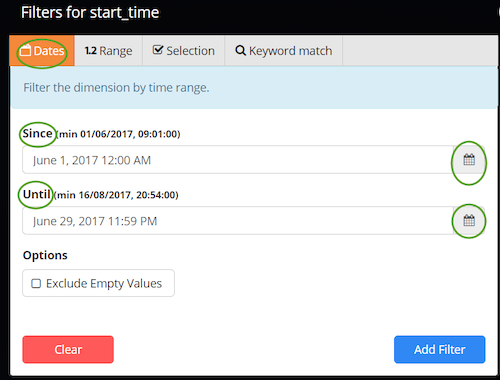 Filters for start_time
Dates 1.2 Range Selection Keyword match
Filter the dimension by time range.
Since (min 01/06/2017, 09:01:00)
June 1, 2017 12:00 AM
Until (min 16/08/2017, 20:54:00)
June 29, 2017 11:59 PM
Options
Exclude Empty Values
Clear Add Filter